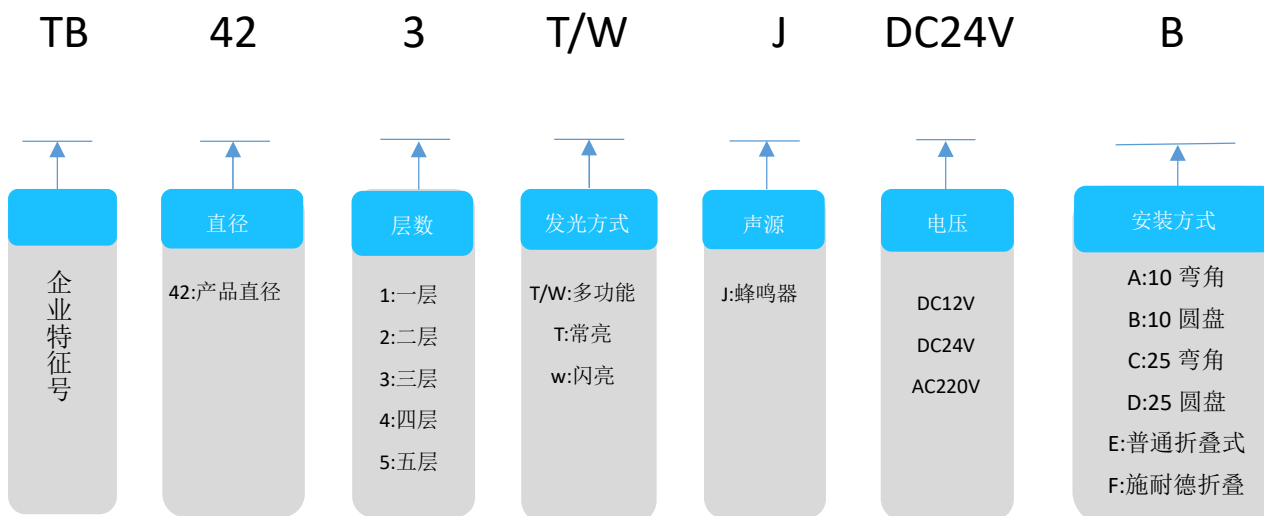 TB 42 3 T/W J DC24V B
直径 层数 发光方式 声源 电压 安装方式
企业特征号
42:产品直径
1:一层
2:二层
3:三层
4:四层
5:五层
T/W:多功能
T:常亮
w:闪亮
J:蜂鸣器
DC12V
DC24V
AC220V
A:10 弯角
B:10 圆盘
C:25 弯角
D:25 圆盘
E:普通折叠式
F:施耐德折叠